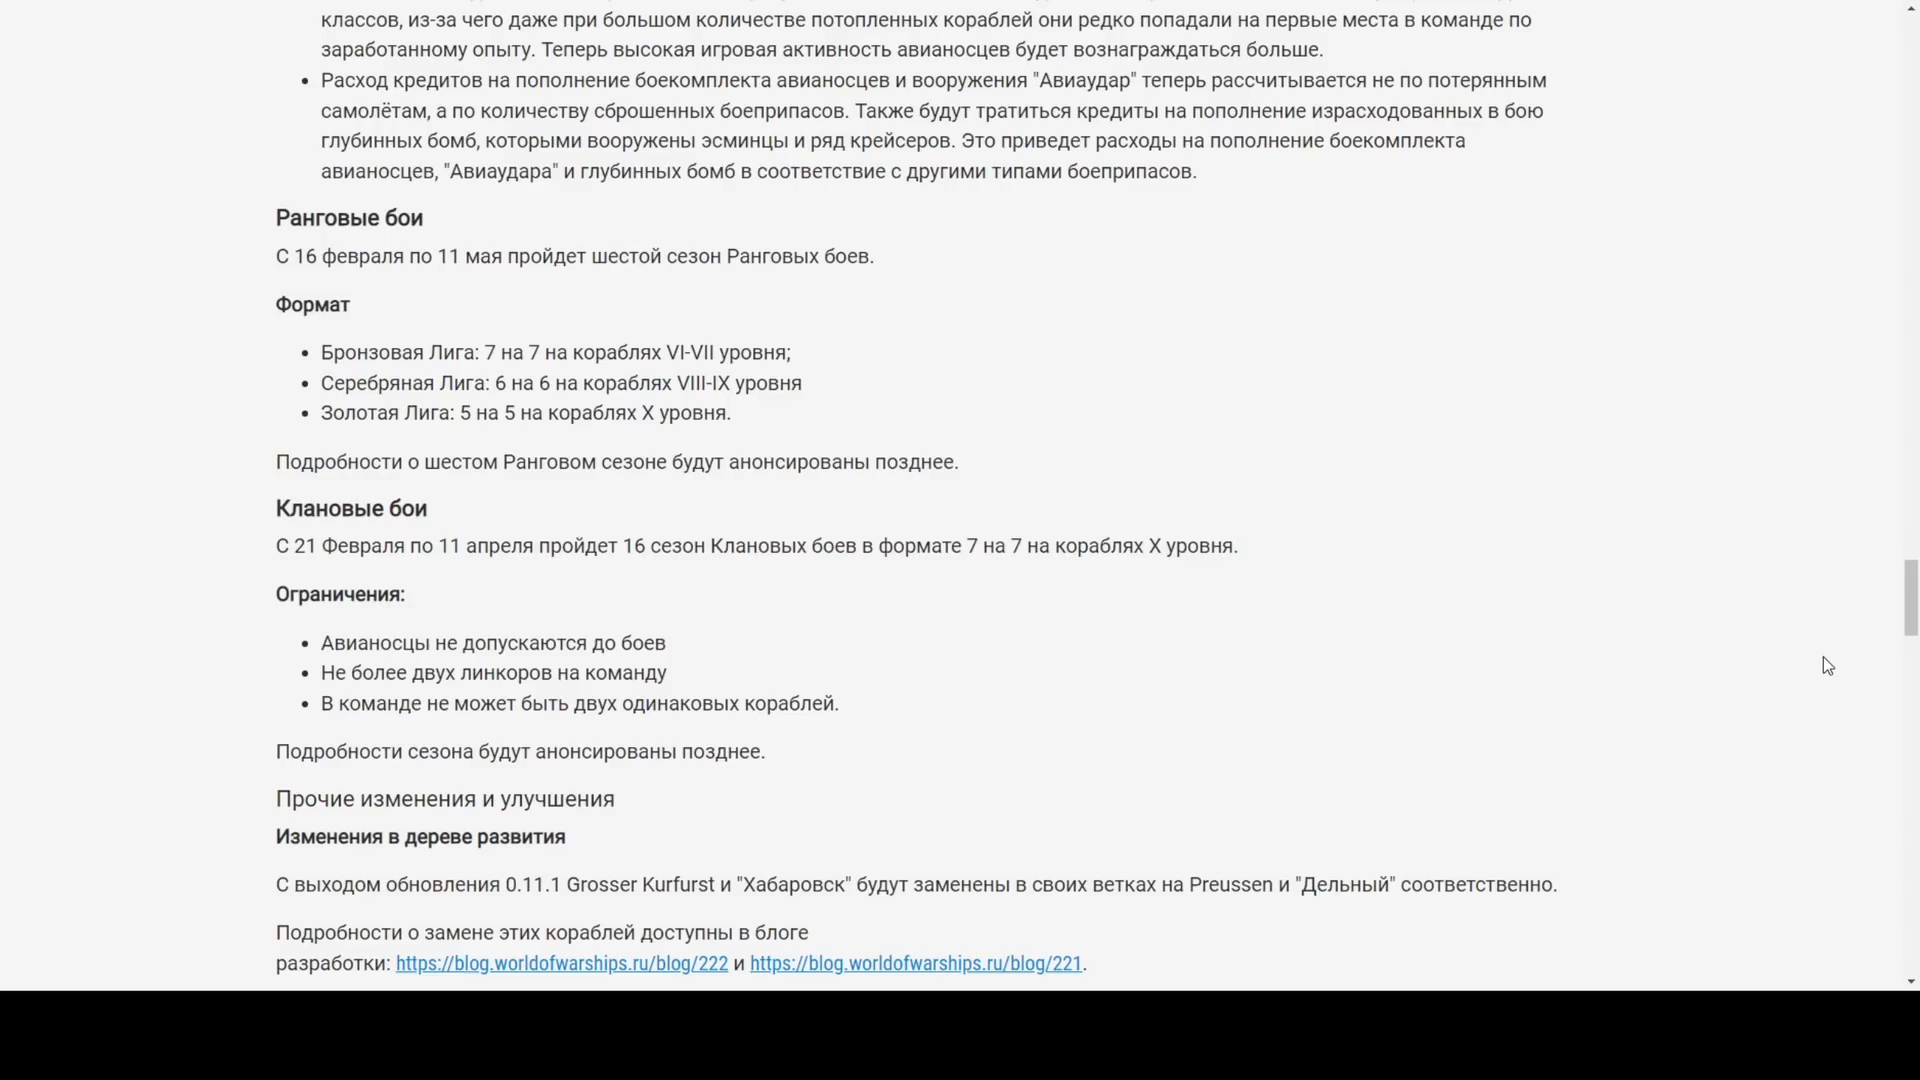 классов, из-за чего даже при большом количестве потопленных кораблей они редко попадали на первые места в команде по
заработанному опыту. Теперь высокая игровая активность авианосцев будет вознаграждаться больше.
• Расход кредитов на пополнение боекомплекта авианосцев и вооружения "Авиаудар" теперь рассчитывается не по потерянным
самолётам, а по количеству сброшенных боеприпасов. Также будут тратиться кредиты на пополнение израсходованных в бою
глубинных бомб, которыми вооружены эсминцы и ряд крейсеров. Это приведет расходы на пополнение боекомплекта
авианосцев, "Авиаудара" и глубинных бомб в соответствие с другими типами боеприпасов.
Ранговые бои
С 16 февраля по 11 мая пройдет шестой сезон Ранговых боев.
Формат
• Бронзовая Лига: 7 на 7 на кораблях VI-VII уровня;
• Серебряная Лига: 6 на 6 на кораблях VIII-IX уровня
• Золотая Лига: 5 на 5 на кораблях X уровня.
Подробности о шестом Ранговом сезоне будут анонсированы позднее.
Клановые бои
С 21 Февраля по 11 апреля пройдет 16 сезон Клановых боев в формате 7 на 7 на кораблях X уровня.
Ограничения:
• Авианосцы не допускаются до боев
• Не более двух линкоров на команду
• В команде не может быть двух одинаковых кораблей.
Подробности сезона будут анонсированы позднее.
Прочие изменения и улучшения
Изменения в дереве развития
С выходом обновления 0.11.1 Grosser Kurfurst и "Хабаровск" будут заменены в своих ветках на Preussen и "Дельный" соответственно.
Подробности о замене этих кораблей доступны в блоге
разработки: https://blog.worldofwarships.ru/blog/222 и https://blog.worldofwarships.ru/blog/221.